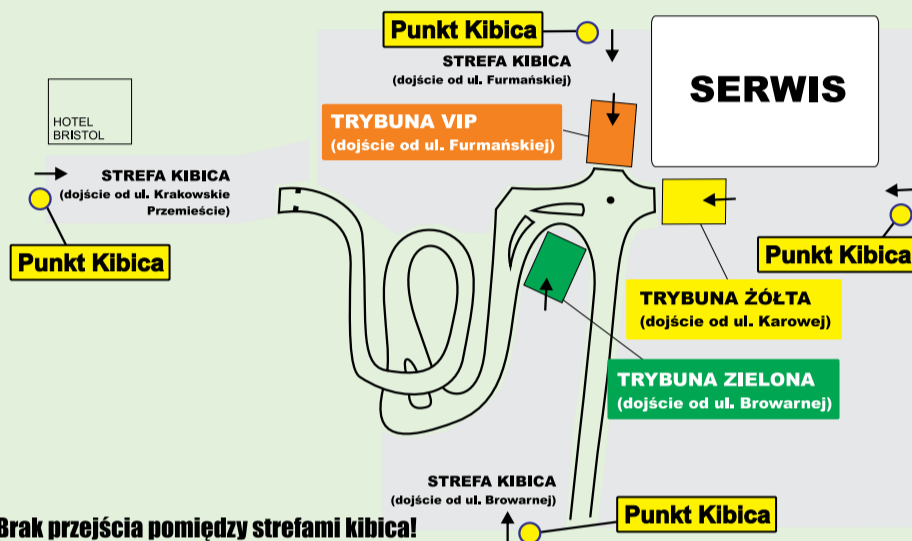 Punkt Kibica
STREFA KIBICA
(dojście od ul. Furmańskiej)
SERWIS
HOTEL
BRISTOL
TRYBUNA VIP
(dojście od ul. Furmańskiej)
STREFA KIBICA
(dojście od ul. Krakowskie
Przemieście)
Punkt Kibica
Punkt Kibica
TRYBUNA ŻÓŁTA
(dojście od ul. Karowej)
TRYBUNA ZIELONA
(dojście od ul. Browarnej)
STREFA KIBICA
(dojście od ul. Browarnej)
Punkt Kibica
Brak przejścia pomiędzy strefami kibica!